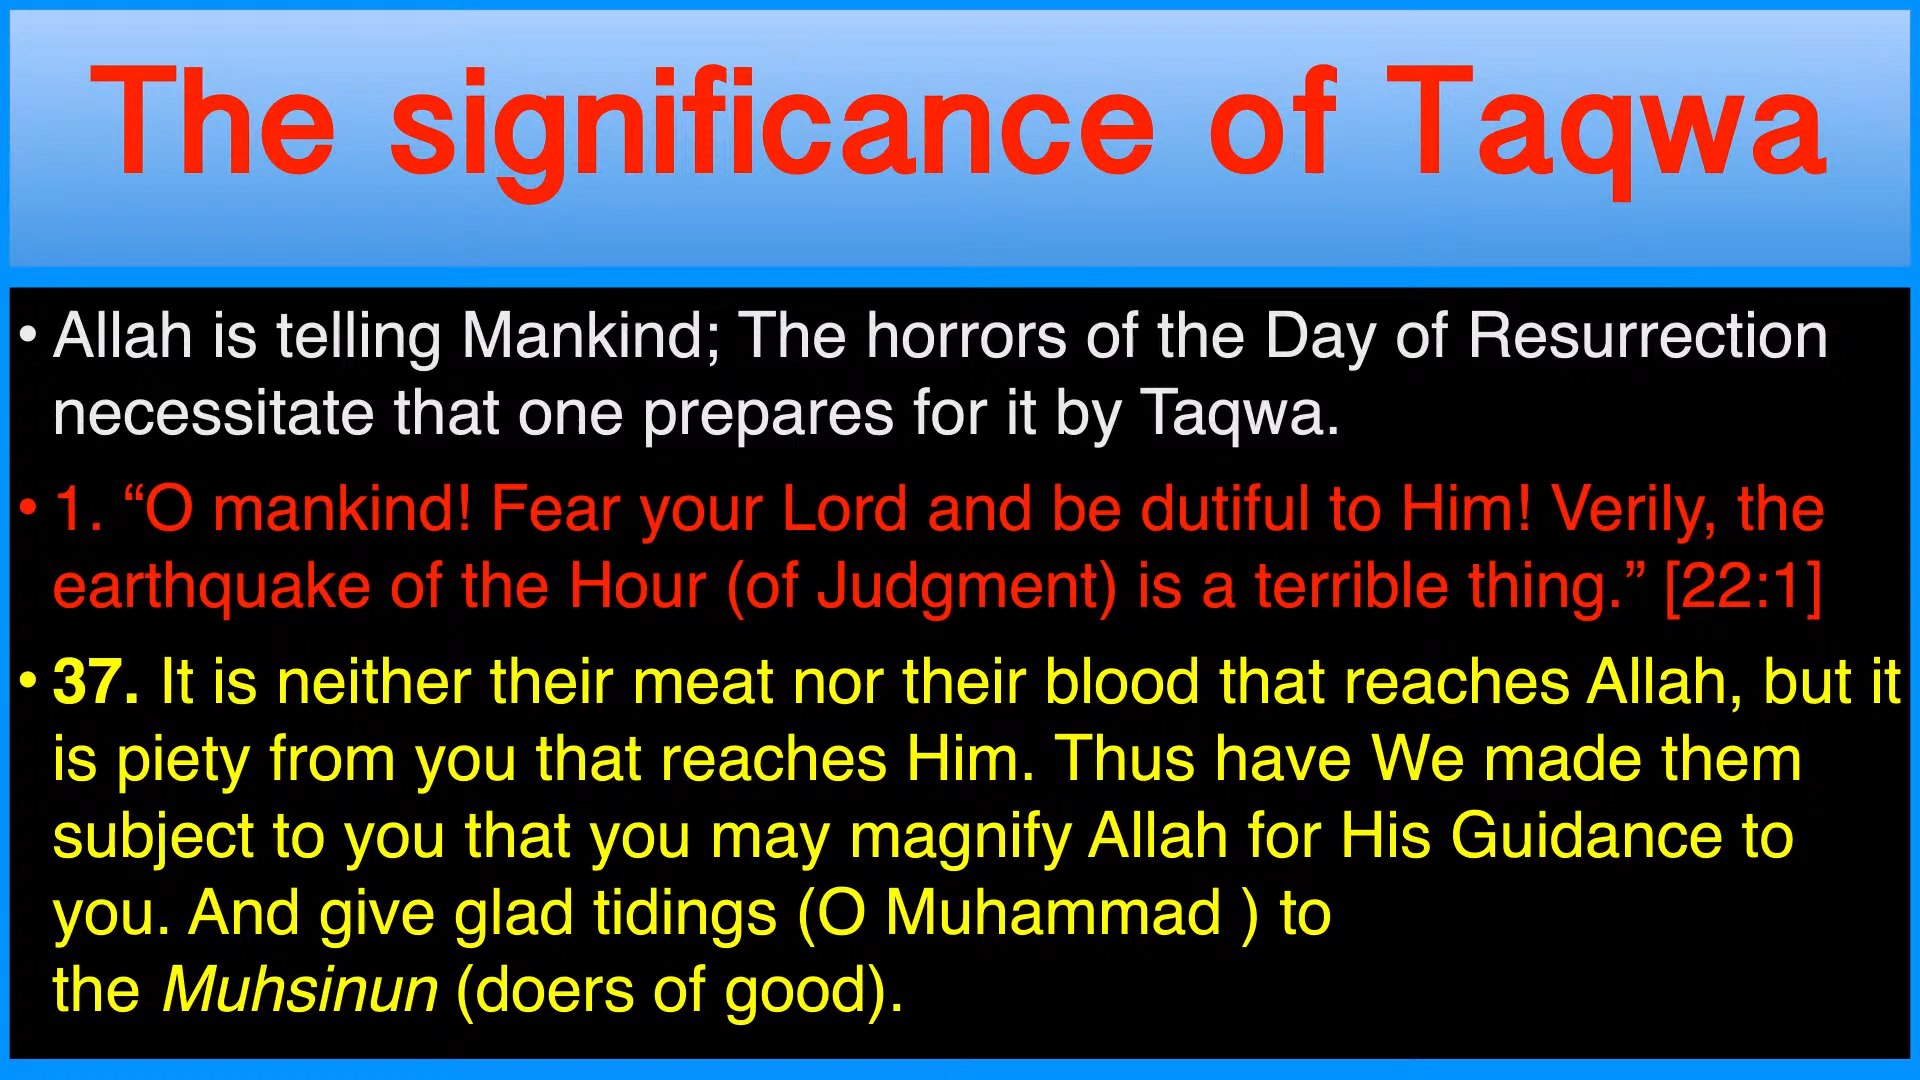 The significance of Taqwa
• Allah is telling Mankind; The horrors of the Day of Resurrection
necessitate that one prepares for it by Taqwa.
• 1. “O mankind! Fear your Lord and be dutiful to Him! Verily, the
earthquake of the Hour (of Judgment) is a terrible thing.” [22:1]
• 37. It is neither their meat nor their blood that reaches Allah, but it
is piety from you that reaches Him. Thus have We made them
subject to you that you may magnify Allah for His Guidance to
you. And give glad tidings (O Muhammad ) to
the Muhsinun (doers of good).